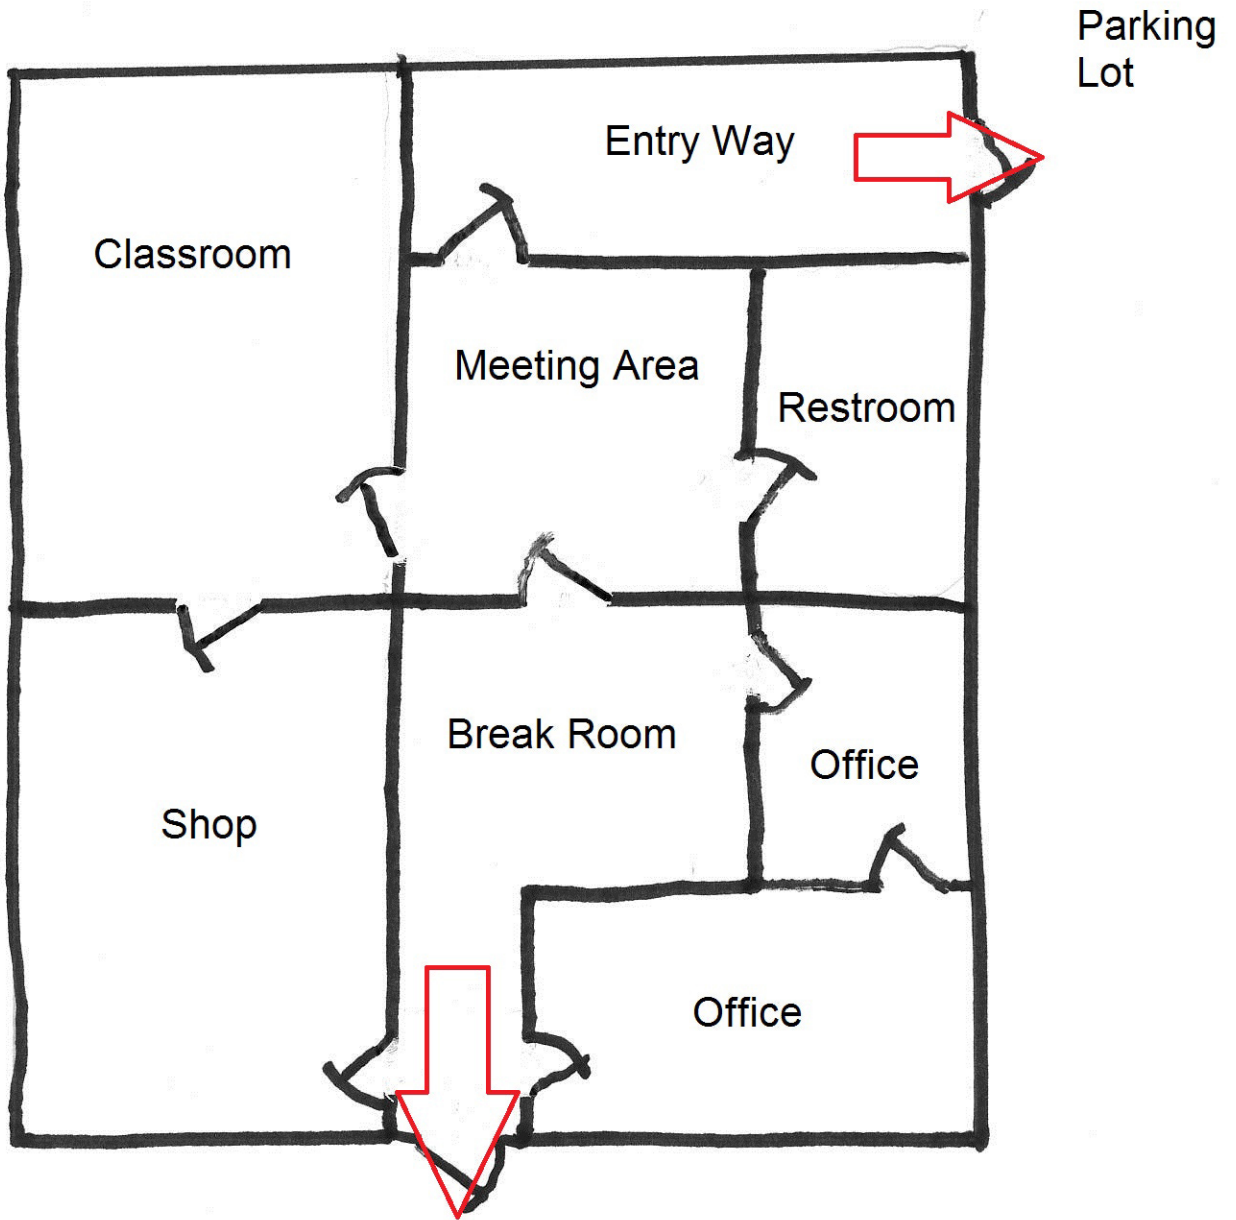 Parking
Lot
Entry Way
Classroom
Meeting Area
Restroom
Break Room
Office
Shop
Office